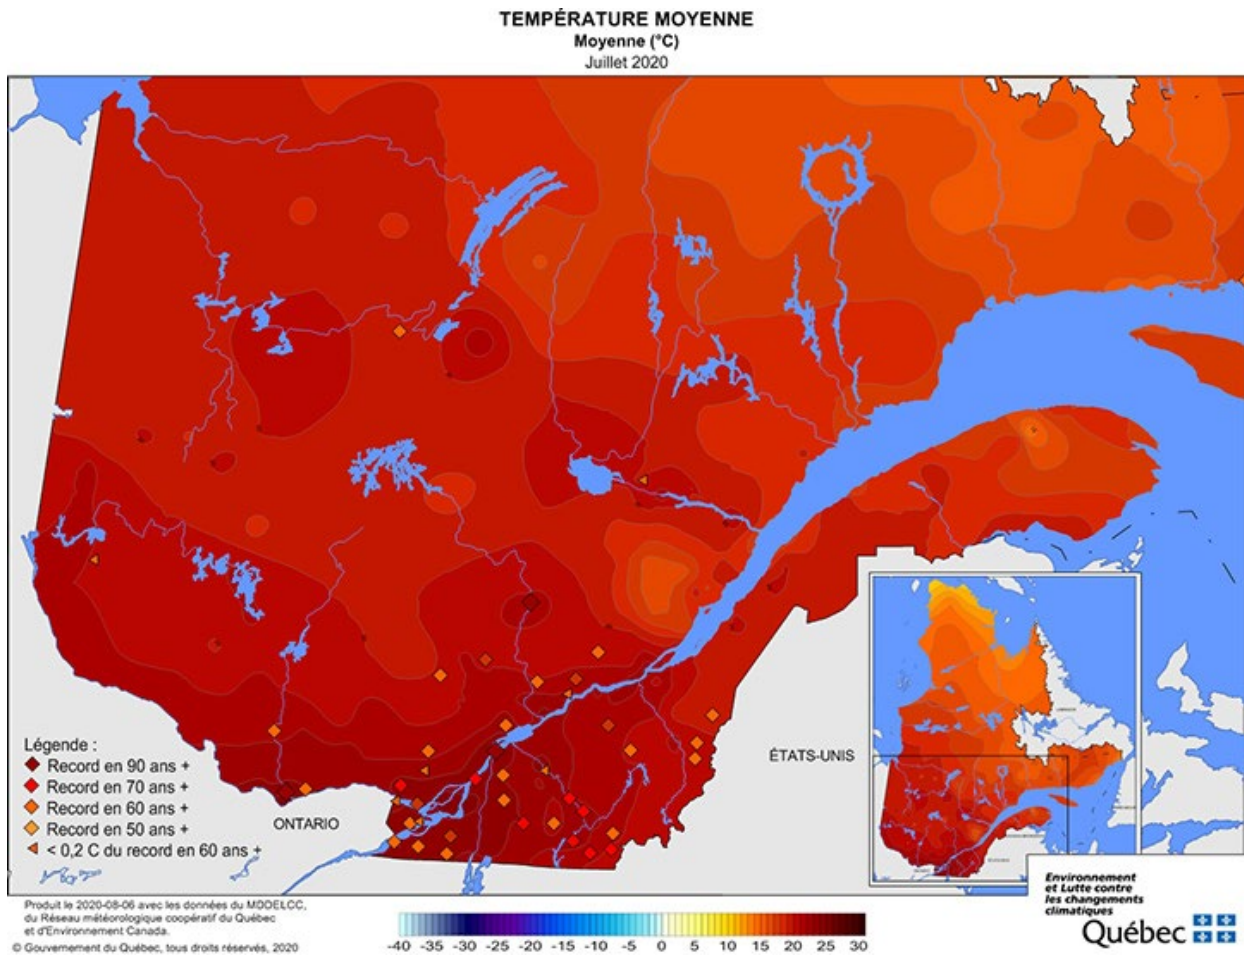 TEMPÉRATURE MOYENNE
Moyenne (°C)
Juillet 2020
ÉTATS-UNIS
ONTARIO
Légende :
Record en 90 ans +
Record en 70 ans +
Record en 60 ans +
Record en 50 ans +
< 0,2 C du record en 60 ans +
Produit le 2020-08-06 avec les données du MDDELCC,
du Réseau météorologique coopératif du Québec
et d'Environnement Canada.
© Gouvernement du Québec, tous droits réservés, 2020
-40 -35 -30 -25 -20 -15 -10 -5 0 5 10 15 20 25 30
Environnement
et Lutte contre
les changements
climatiques
Québec